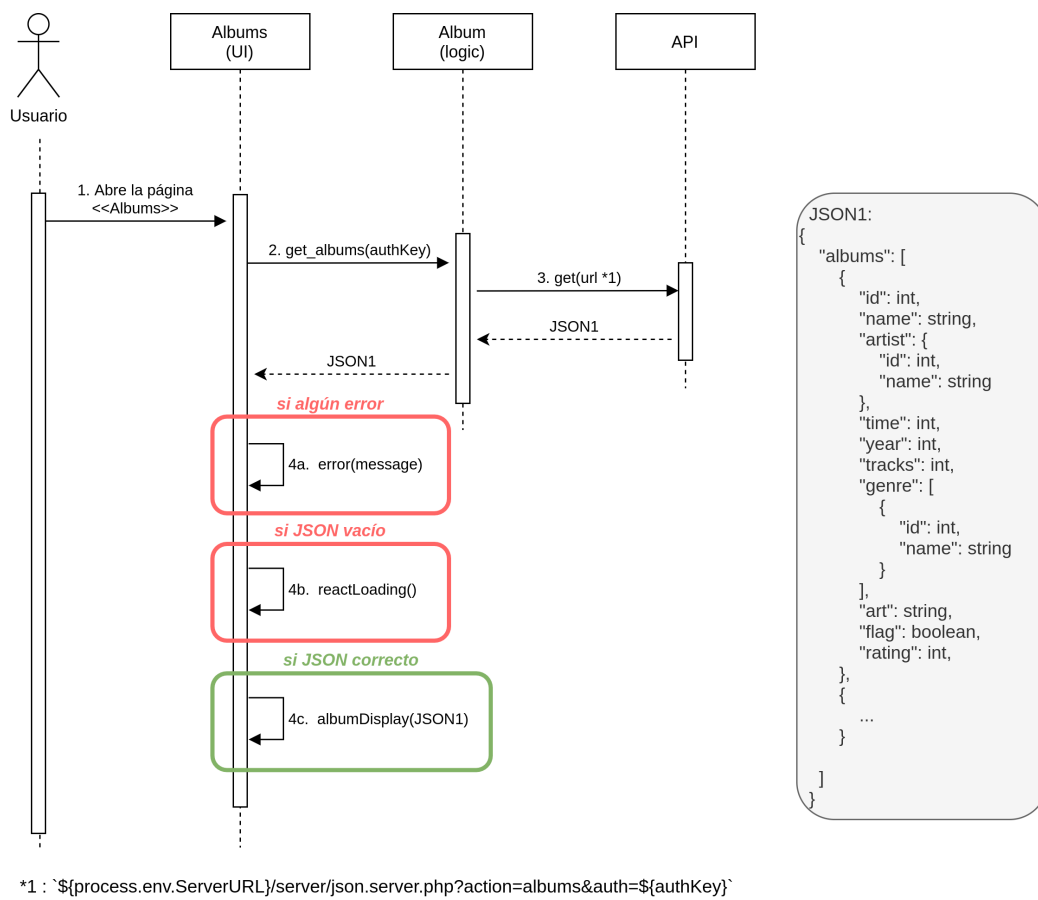 Albums
(UI)
Album
(logic)
API
Usuario
1. Abre la página
<<Albums>>
2. get_albums(authKey)
3. get(url *1)
JSON1
JSON1
si algún error
4a.  error(message)
si JSON vacío
4b.  reactLoading()
si JSON correcto
4c.  albumDisplay(JSON1)
JSON1:
{
"albums": [
{
"id": int,
"name": string,
"artist": {
"id": int,
"name": string
},
"time": int,
"year": int,
"tracks": int,
"genre": [
{
"id": int,
"name": string
}
],
"art": string,
"flag": boolean,
"rating": int,
},
{
...
}
]
}
*1 : `${process.env.ServerURL}/server/json.server.php?action=albums&auth=${authKey}`